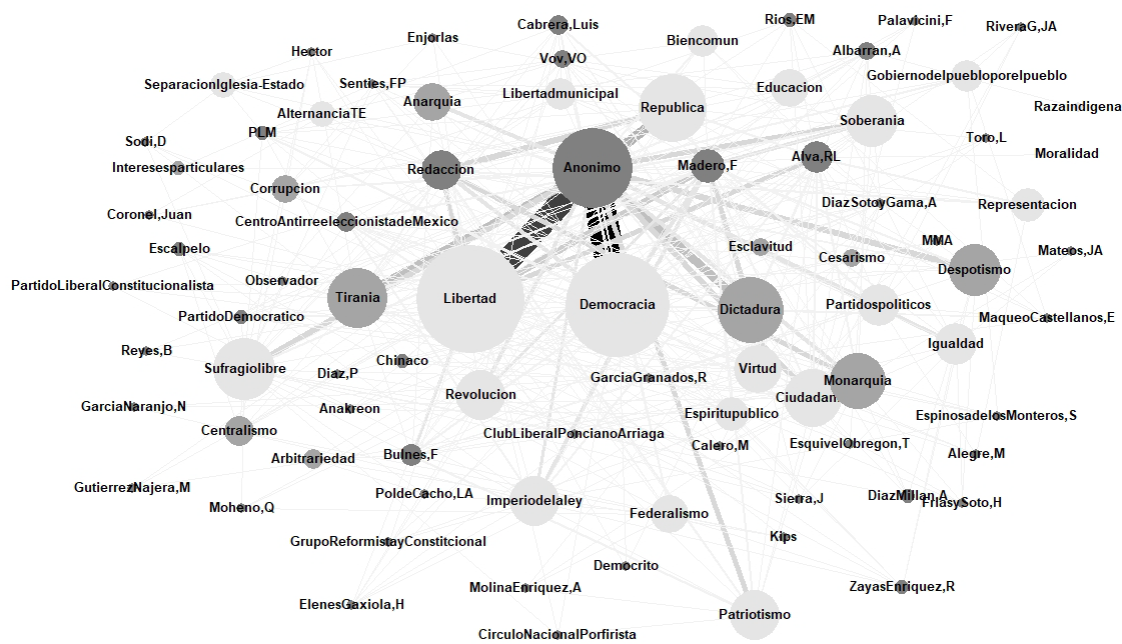 Cabrera,Luis
Rios,EM
Palavicini,F
RiveraG,JA
Enjorlas
Biencomun
Hector
Vov,VO
Albarran,A
SeparacionIglesia-Estado
Senties,FP
Gobiernodelpuebloporelpueblo
Educacion
Libertadmunicipal
Anarquia
Republica
Razaindigena
AlternanciaTE
Soberania
PLM
Sodi,D
Toro,L
Moralidad
Interesesparticulares
Redaccion
Anonimo
Madero,F
Alva,RL
Corrupcion
DiazSotoyGama,A
Representacion
Coronel,Juan
CentroAntirreeleccionistadeMexico
MMA
Escalpelo
Esclavitud
Cesarismo
Mateos,JA
Despotismo
Observador
PartidoLiberalConstitucionalista
Tirania
Libertad
Democracia
Dictadura
Partidospoliticos
PartidoDemocratico
MaqueoCastellanos,E
Igualdad
Reyes,B
Chinaco
Sufragiolibre
Diaz,P
GarciaGranados,R
Virtud
Monarquia
Revolucion
Ciudadan
GarciaNaranjo,N
Anakreon
Espiritupublico
EspinosadelosMonteros,S
Centralismo
ClubLiberalPoncianoArriaga
Calero,M
EsquivelObregon,T
Arbitrariedad
Bulnes,F
Alegre,M
GutierrezNajera,M
PoldeCacho,LA
Imperiodelaley
Sierra,J
DiazMillan,A
FriasySoto,H
Moheno,Q
Federalismo
GrupoReformistayConstitcional
Kips
Democrito
MolinaEnriquez,A
ZayasEnriquez,R
ElenesGaxiola,H
Patriotismo
CirculoNacionalPorfirista